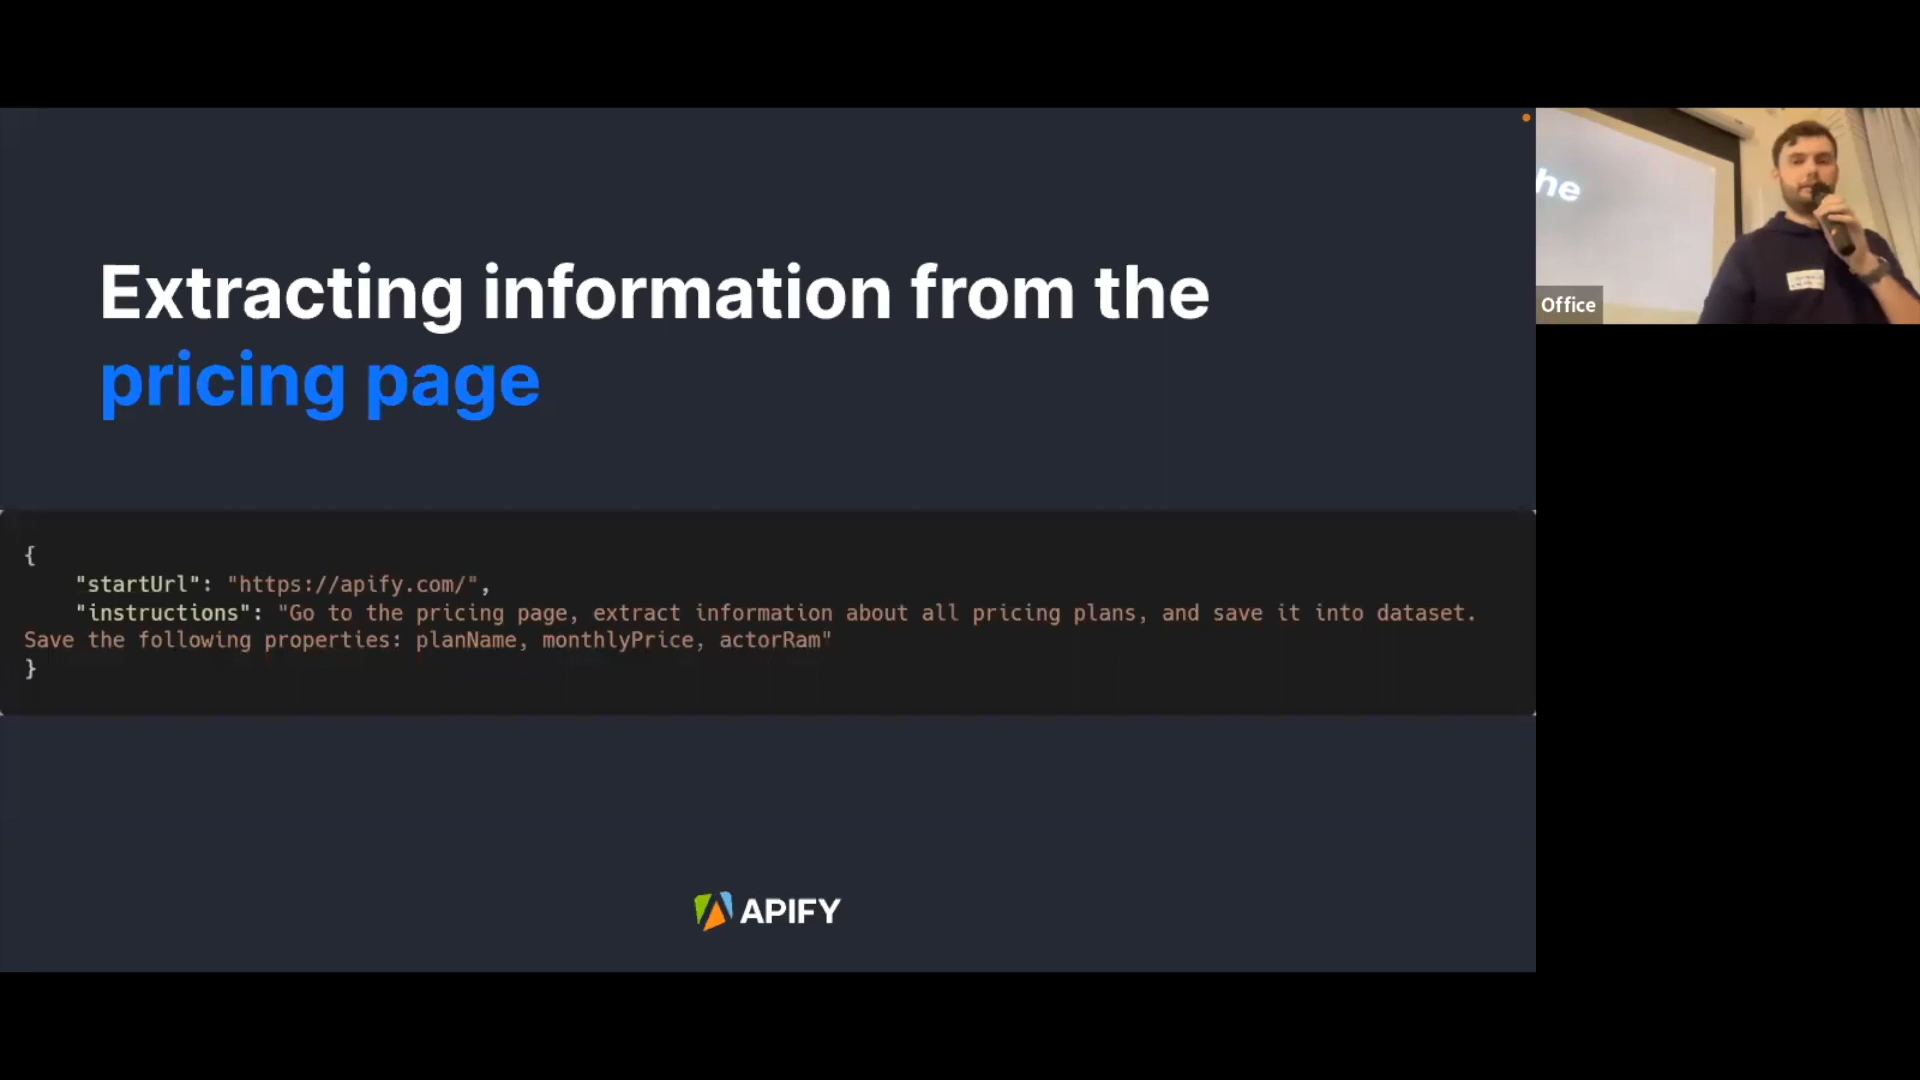 Extracting information from the
pricing page
{
"startUrl": "https://apify.com/",
"instructions": "Go to the pricing page, extract information about all pricing plans, and save it into dataset.
Save the following properties: planName, monthlyPrice, actorRam"
}
APIFY
he
Office